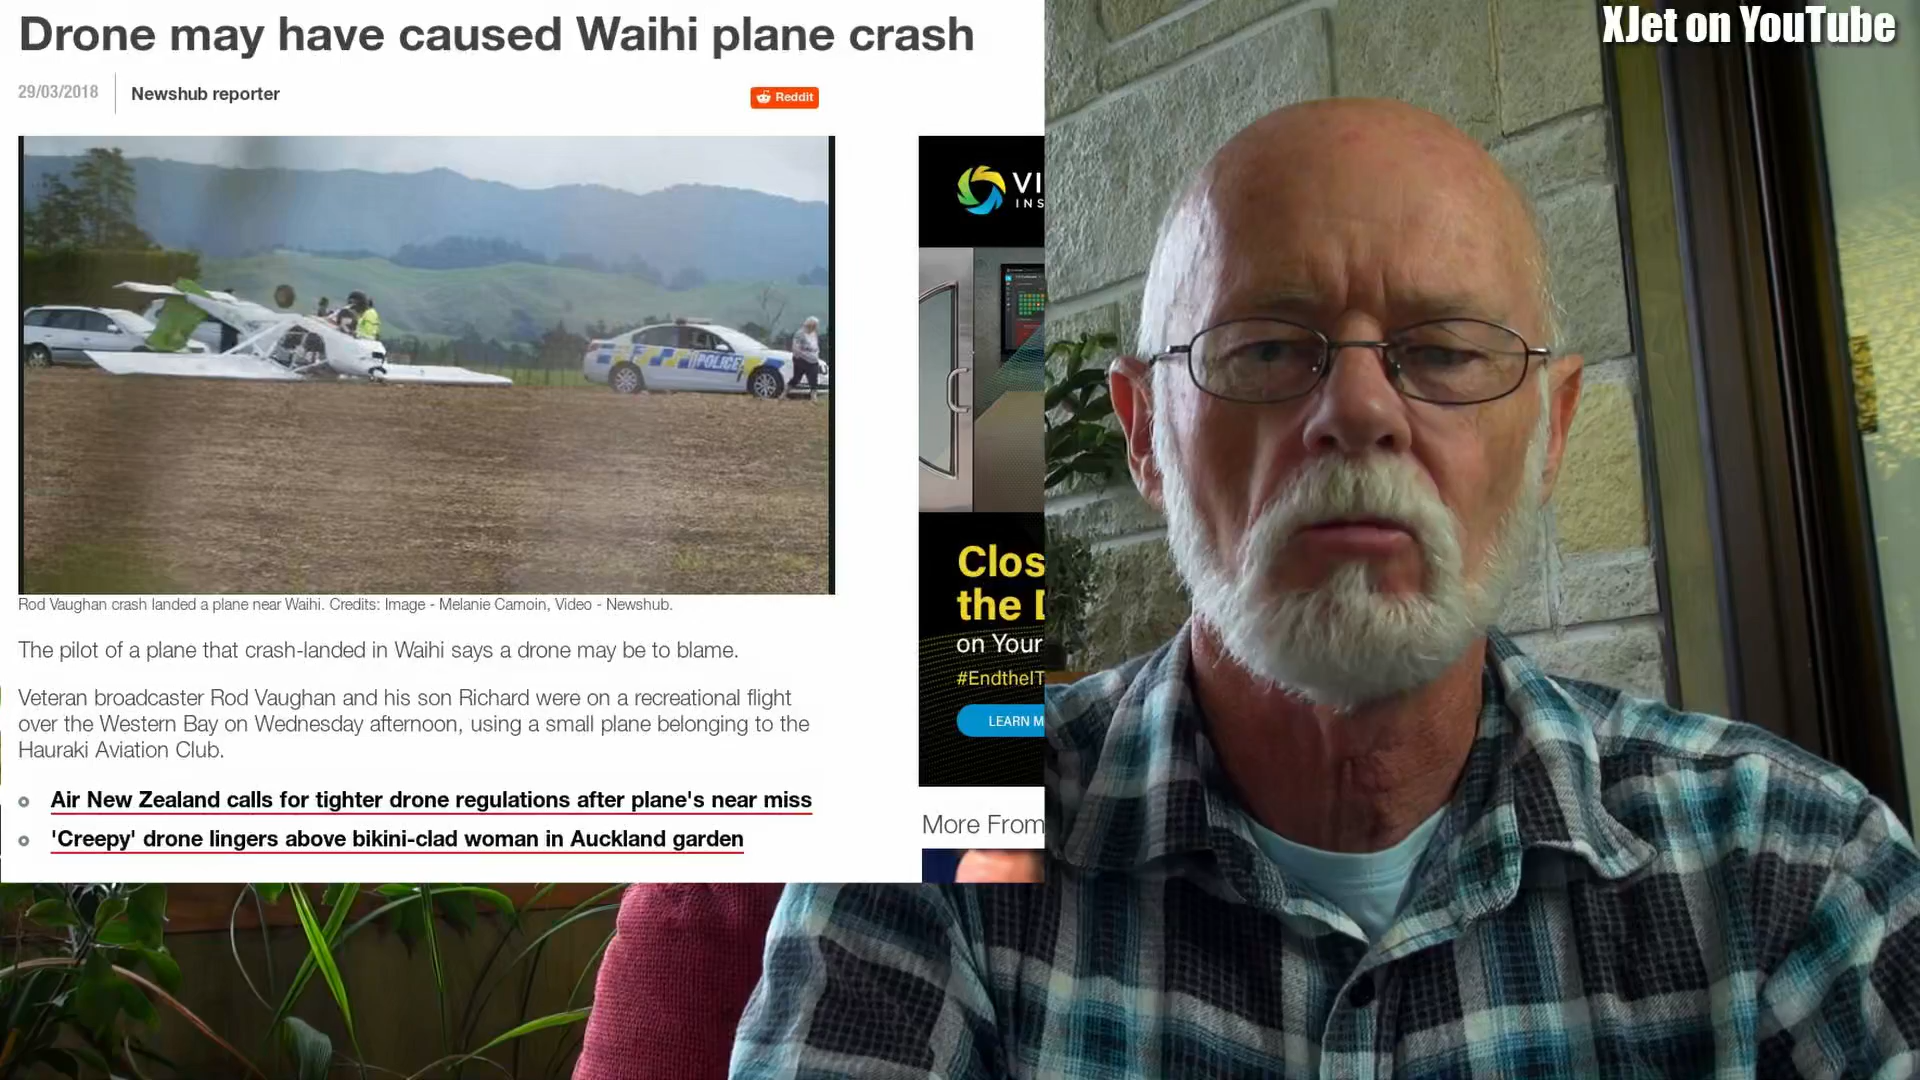 Drone may have caused Waihi plane crash
XJet on YouTube
29/03/2018
Newshub reporter
Reddit
POLICE
Rod Vaughan crash landed a plane near Waihi. Credits: Image - Melanie Camoin, Video - Newshub.
The pilot of a plane that crash-landed in Waihi says a drone may be to blame.
Veteran broadcaster Rod Vaughan and his son Richard were on a recreational flight
over the Western Bay on Wednesday afternoon, using a small plane belonging to the
Hauraki Aviation Club.
Air New Zealand calls for tighter drone regulations after plane's near miss
'Creepy' drone lingers above bikini-clad woman in Auckland garden
VI
INS
Clos
the D
on Your
#EndtheIT
LEARN M
More From